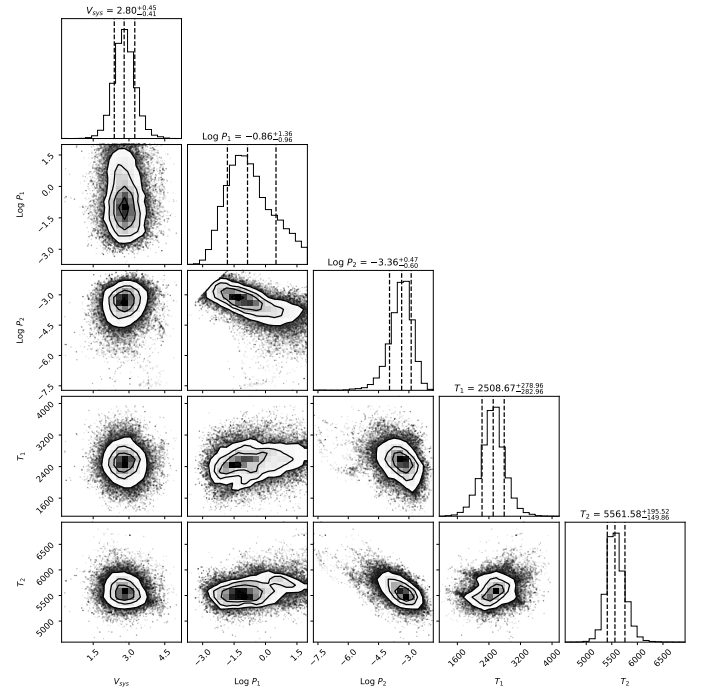 V_sys = 2.80 +0.45 −0.41
Log P_1 = −0.86 +1.36 −0.96
Log P_2 = −3.36 +0.47 −0.60
T_1 = 2508.67 +278.96 −282.96
T_2 = 5561.58 +195.52 −149.86
Log P_1
1.5
0.0
−1.5
−3.0
Log P_2
−3.0
−4.5
−6.0
−7.5
T_1
4000
3200
2400
1600
T_2
6500
6000
5500
5000
1.5 3.0 4.5
−3.0 −1.5 0.0 1.5
−7.5 −6.0 −4.5 −3.0
1600 2400 3200 4000
5000 5500 6000 6500
V_sys
Log P_1
Log P_2
T_1
T_2